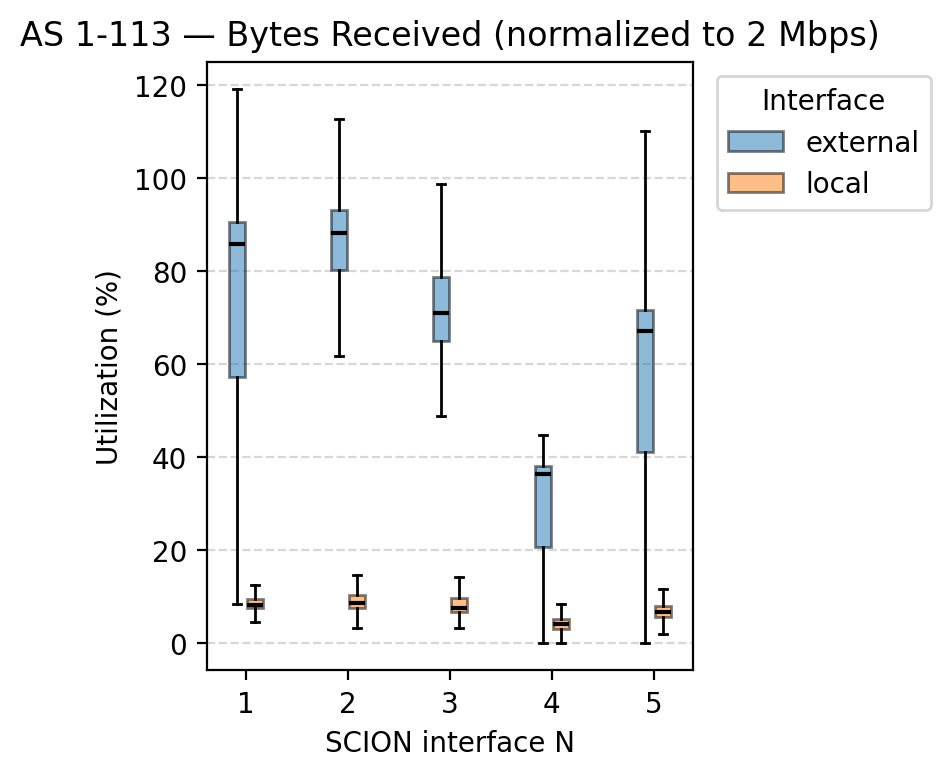 AS 1-113 — Bytes Received (normalized to 2 Mbps)
Interface
external
local
Utilization (%)
120
100
80
60
40
20
0
1 2 3 4 5
SCION interface N